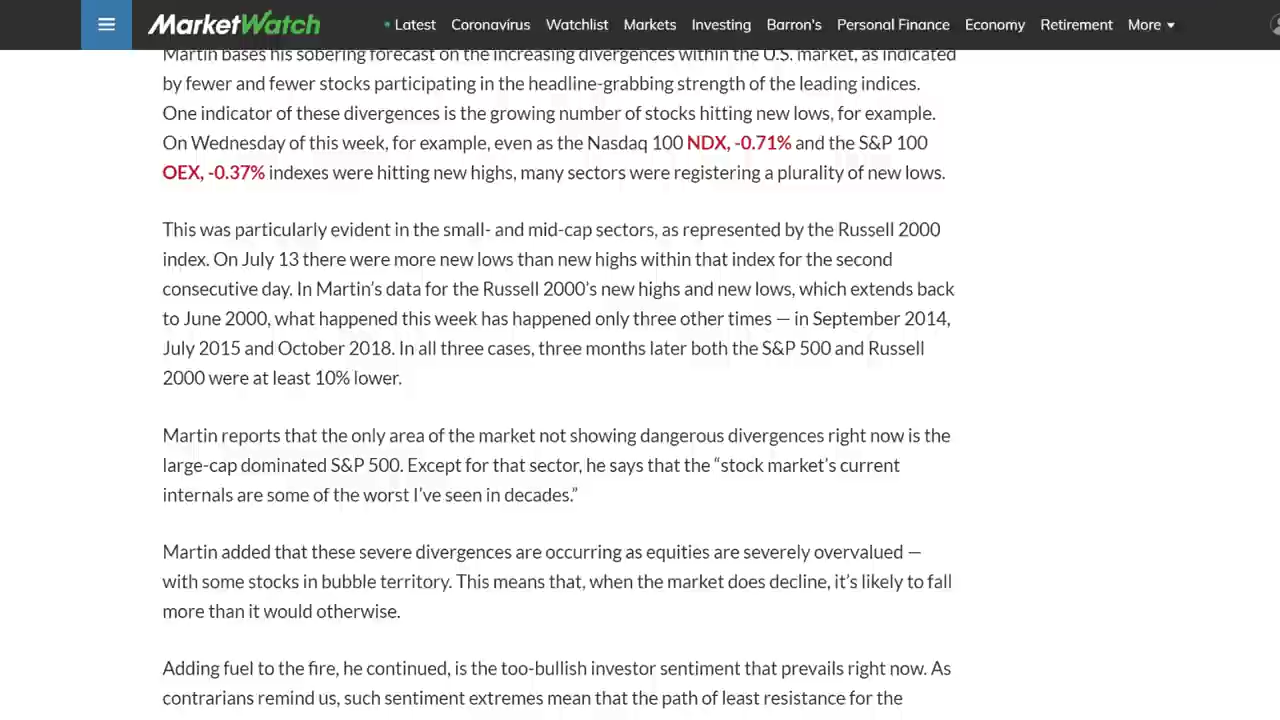 MarketWatch
Latest Coronavirus Watchlist Markets Investing Barron's Personal Finance Economy Retirement More
Martin bases his sobering forecast on the increasing divergences within the U.S. market, as indicated
by fewer and fewer stocks participating in the headline-grabbing strength of the leading indices.
One indicator of these divergences is the growing number of stocks hitting new lows, for example.
On Wednesday of this week, for example, even as the Nasdaq 100 NDX, -0.71% and the S&P 100
OEX, -0.37% indexes were hitting new highs, many sectors were registering a plurality of new lows.
This was particularly evident in the small- and mid-cap sectors, as represented by the Russell 2000
index. On July 13 there were more new lows than new highs within that index for the second
consecutive day. In Martin’s data for the Russell 2000’s new highs and new lows, which extends back
to June 2000, what happened this week has happened only three other times — in September 2014,
July 2015 and October 2018. In all three cases, three months later both the S&P 500 and Russell
2000 were at least 10% lower.
Martin reports that the only area of the market not showing dangerous divergences right now is the
large-cap dominated S&P 500. Except for that sector, he says that the “stock market’s current
internals are some of the worst I’ve seen in decades.”
Martin added that these severe divergences are occurring as equities are severely overvalued —
with some stocks in bubble territory. This means that, when the market does decline, it’s likely to fall
more than it would otherwise.
Adding fuel to the fire, he continued, is the too-bullish investor sentiment that prevails right now. As
contrarians remind us, such sentiment extremes mean that the path of least resistance for the